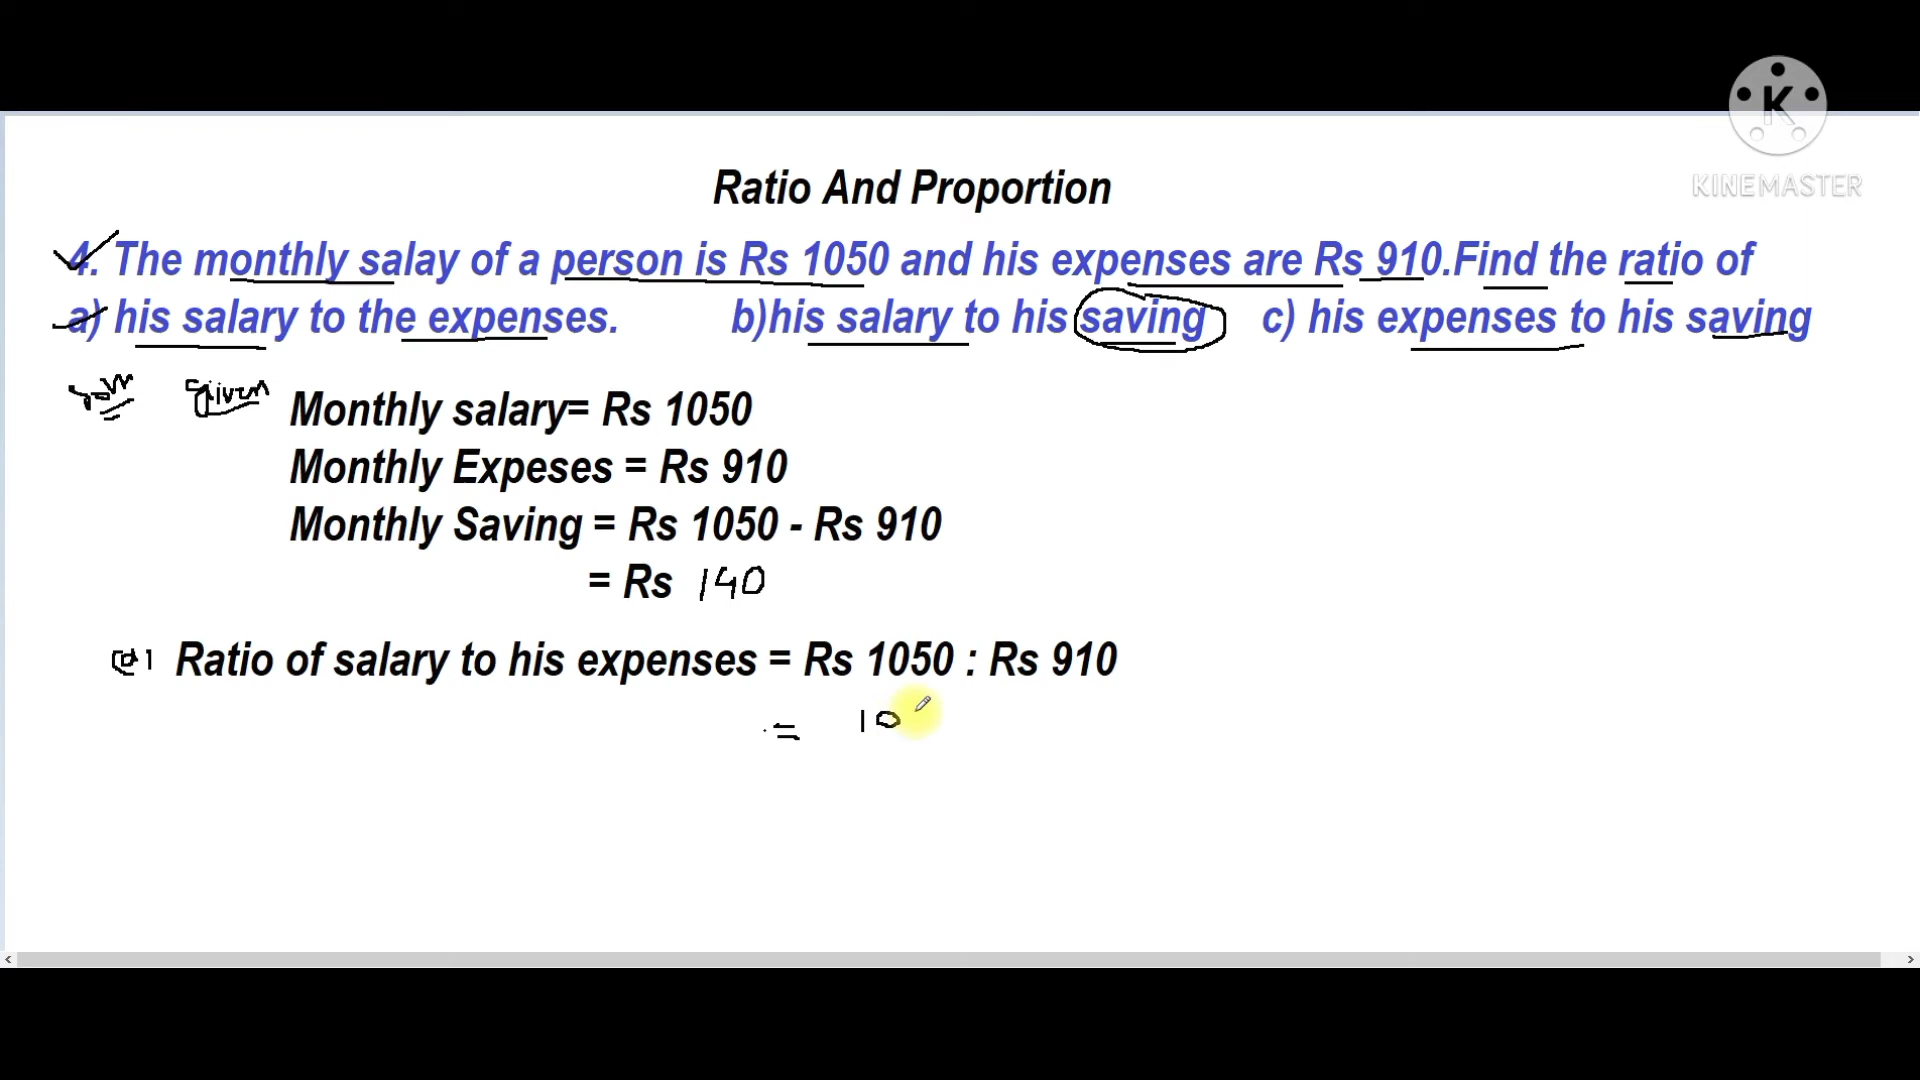 KINEMASTER
Ratio And Proportion
4. The monthly salay of a person is Rs 1050 and his expenses are Rs 910.Find the ratio of
a) his salary to the expenses. b)his salary to his saving c) his expenses to his saving
given Monthly salary= Rs 1050
Monthly Expeses = Rs 910
Monthly Saving = Rs 1050 - Rs 910
= Rs 140
Ratio of salary to his expenses = Rs 1050 : Rs 910
= 10